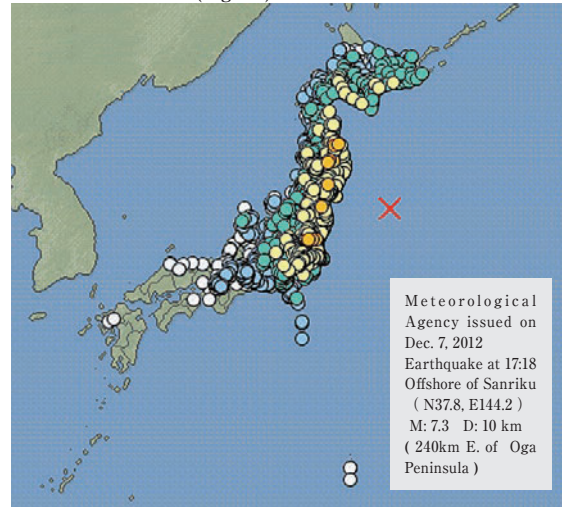 Meteorological
Agency issued on
Dec. 7, 2012
Earthquake at 17:18
Offshore of Sanriku
( N37.8, E144.2 )
M: 7.3 D: 10 km
( 240km E. of Oga
Peninsula )